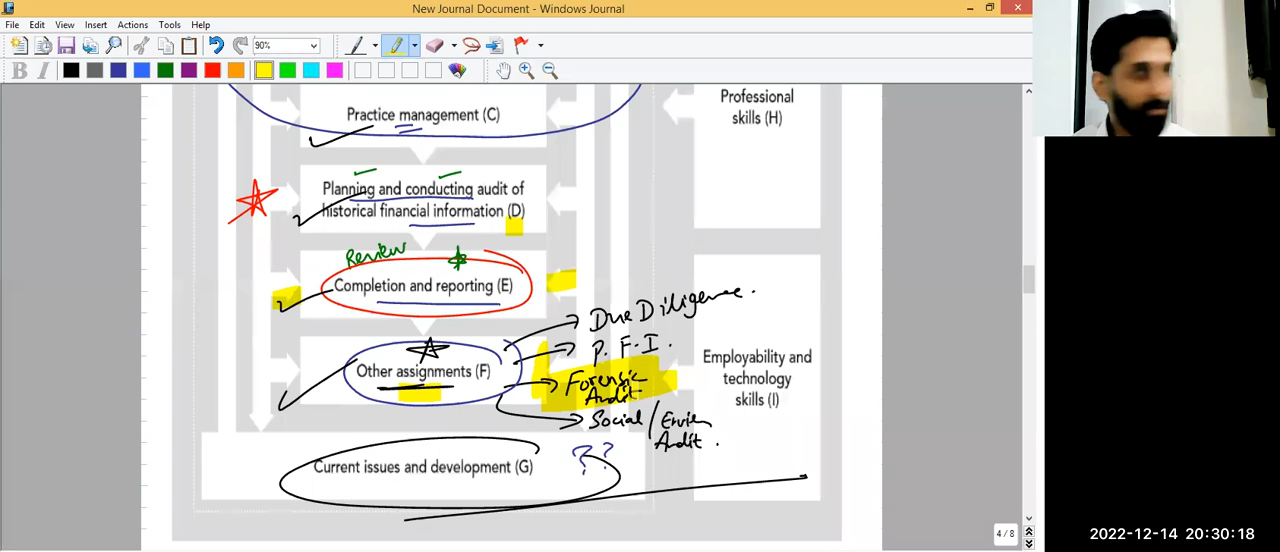 New Journal Document - Windows Journal
File Edit View Insert Actions Tools Help
90%
B I
Practice management (C)
Professional
skills (H)
Planning and conducting audit of
historical financial information (D)
Review
Completion and reporting (E)
Due Diligence.
P. F. I.
Other assignments (F)
Forensic
Audit
Social / Envien
Audit.
Employability and
technology
skills (I)
Current issues and development (G)
??
4 / 8
2022-12-14 20:30:18